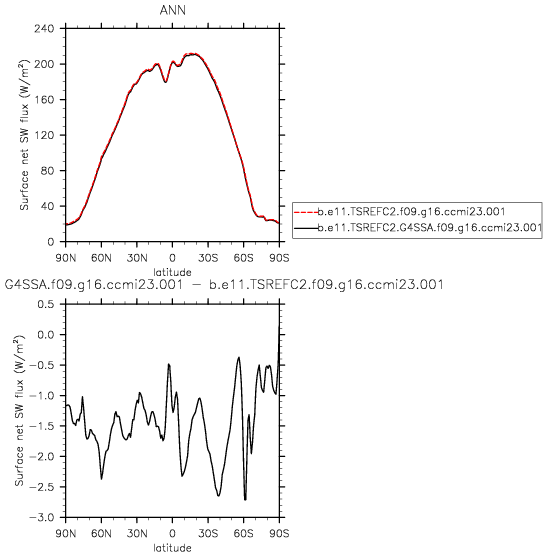 ANN
240
200
160
120
80
40
0
Surface net SW flux (W/m²)
90N 60N 30N 0 30S 60S 90S
latitude
b.e11.TSREFC2.f09.g16.ccmi23.001
b.e11.TSREFC2.G4SSA.f09.g16.ccmi23.001
G4SSA.f09.g16.ccmi23.001 − b.e11.TSREFC2.f09.g16.ccmi23.001
0.5
0.0
−0.5
−1.0
−1.5
−2.0
−2.5
−3.0
Surface net SW flux (W/m²)
90N 60N 30N 0 30S 60S 90S
latitude